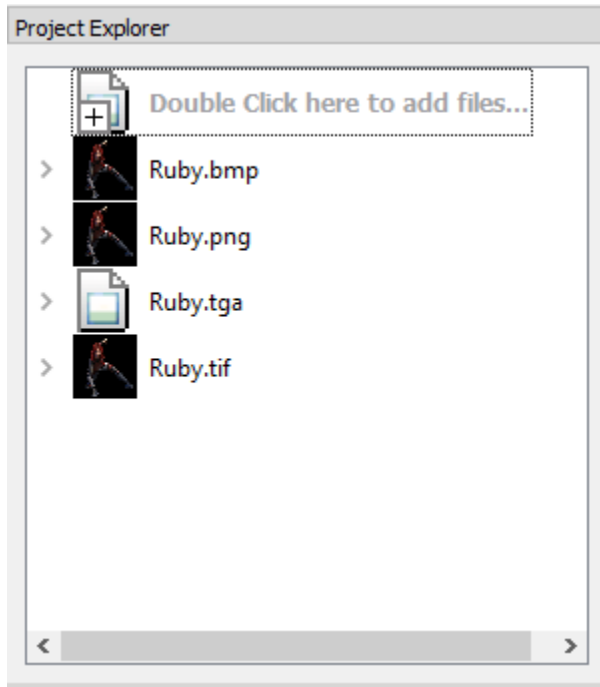 Project Explorer
Double Click here to add files...
Ruby.bmp
Ruby.png
Ruby.tga
Ruby.tif